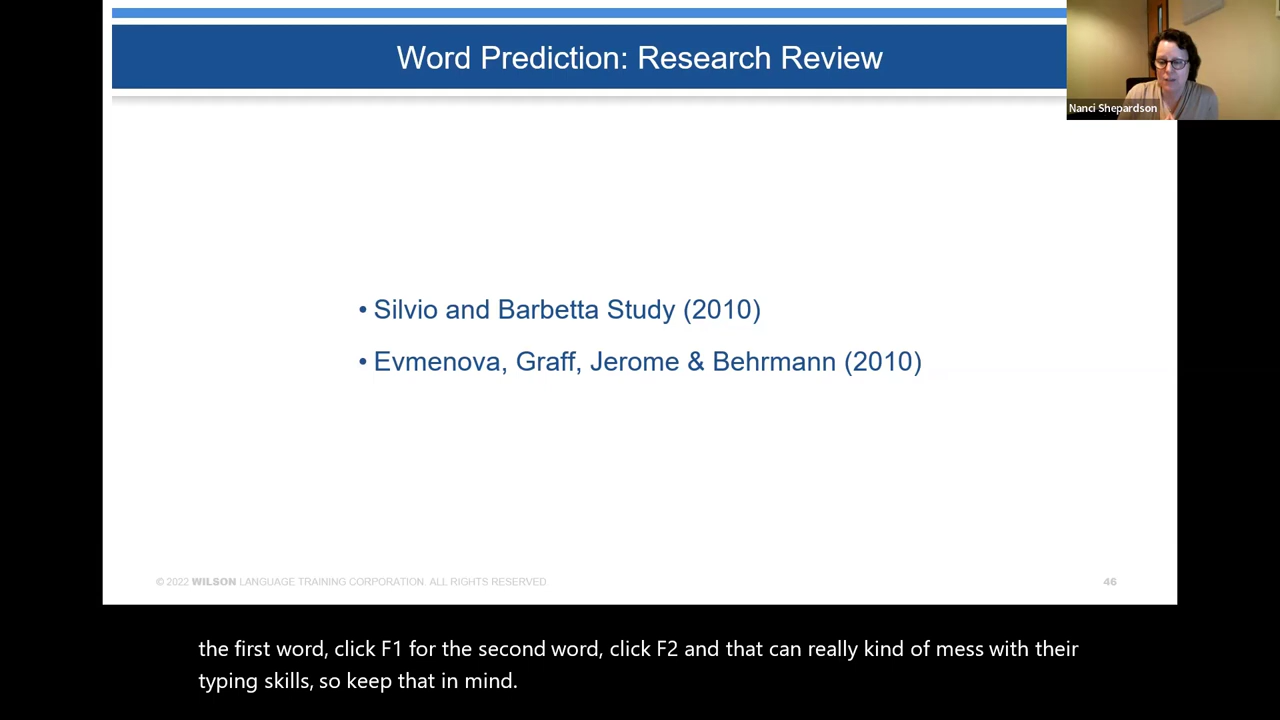 Word Prediction: Research Review
Nanci Shepardson
• Silvio and Barbetta Study (2010)
• Evmenova, Graff, Jerome & Behrmann (2010)
© 2022 WILSON LANGUAGE TRAINING CORPORATION. ALL RIGHTS RESERVED
46
the first word, click F1 for the second word, click F2 and that can really kind of mess with their
typing skills, so keep that in mind.